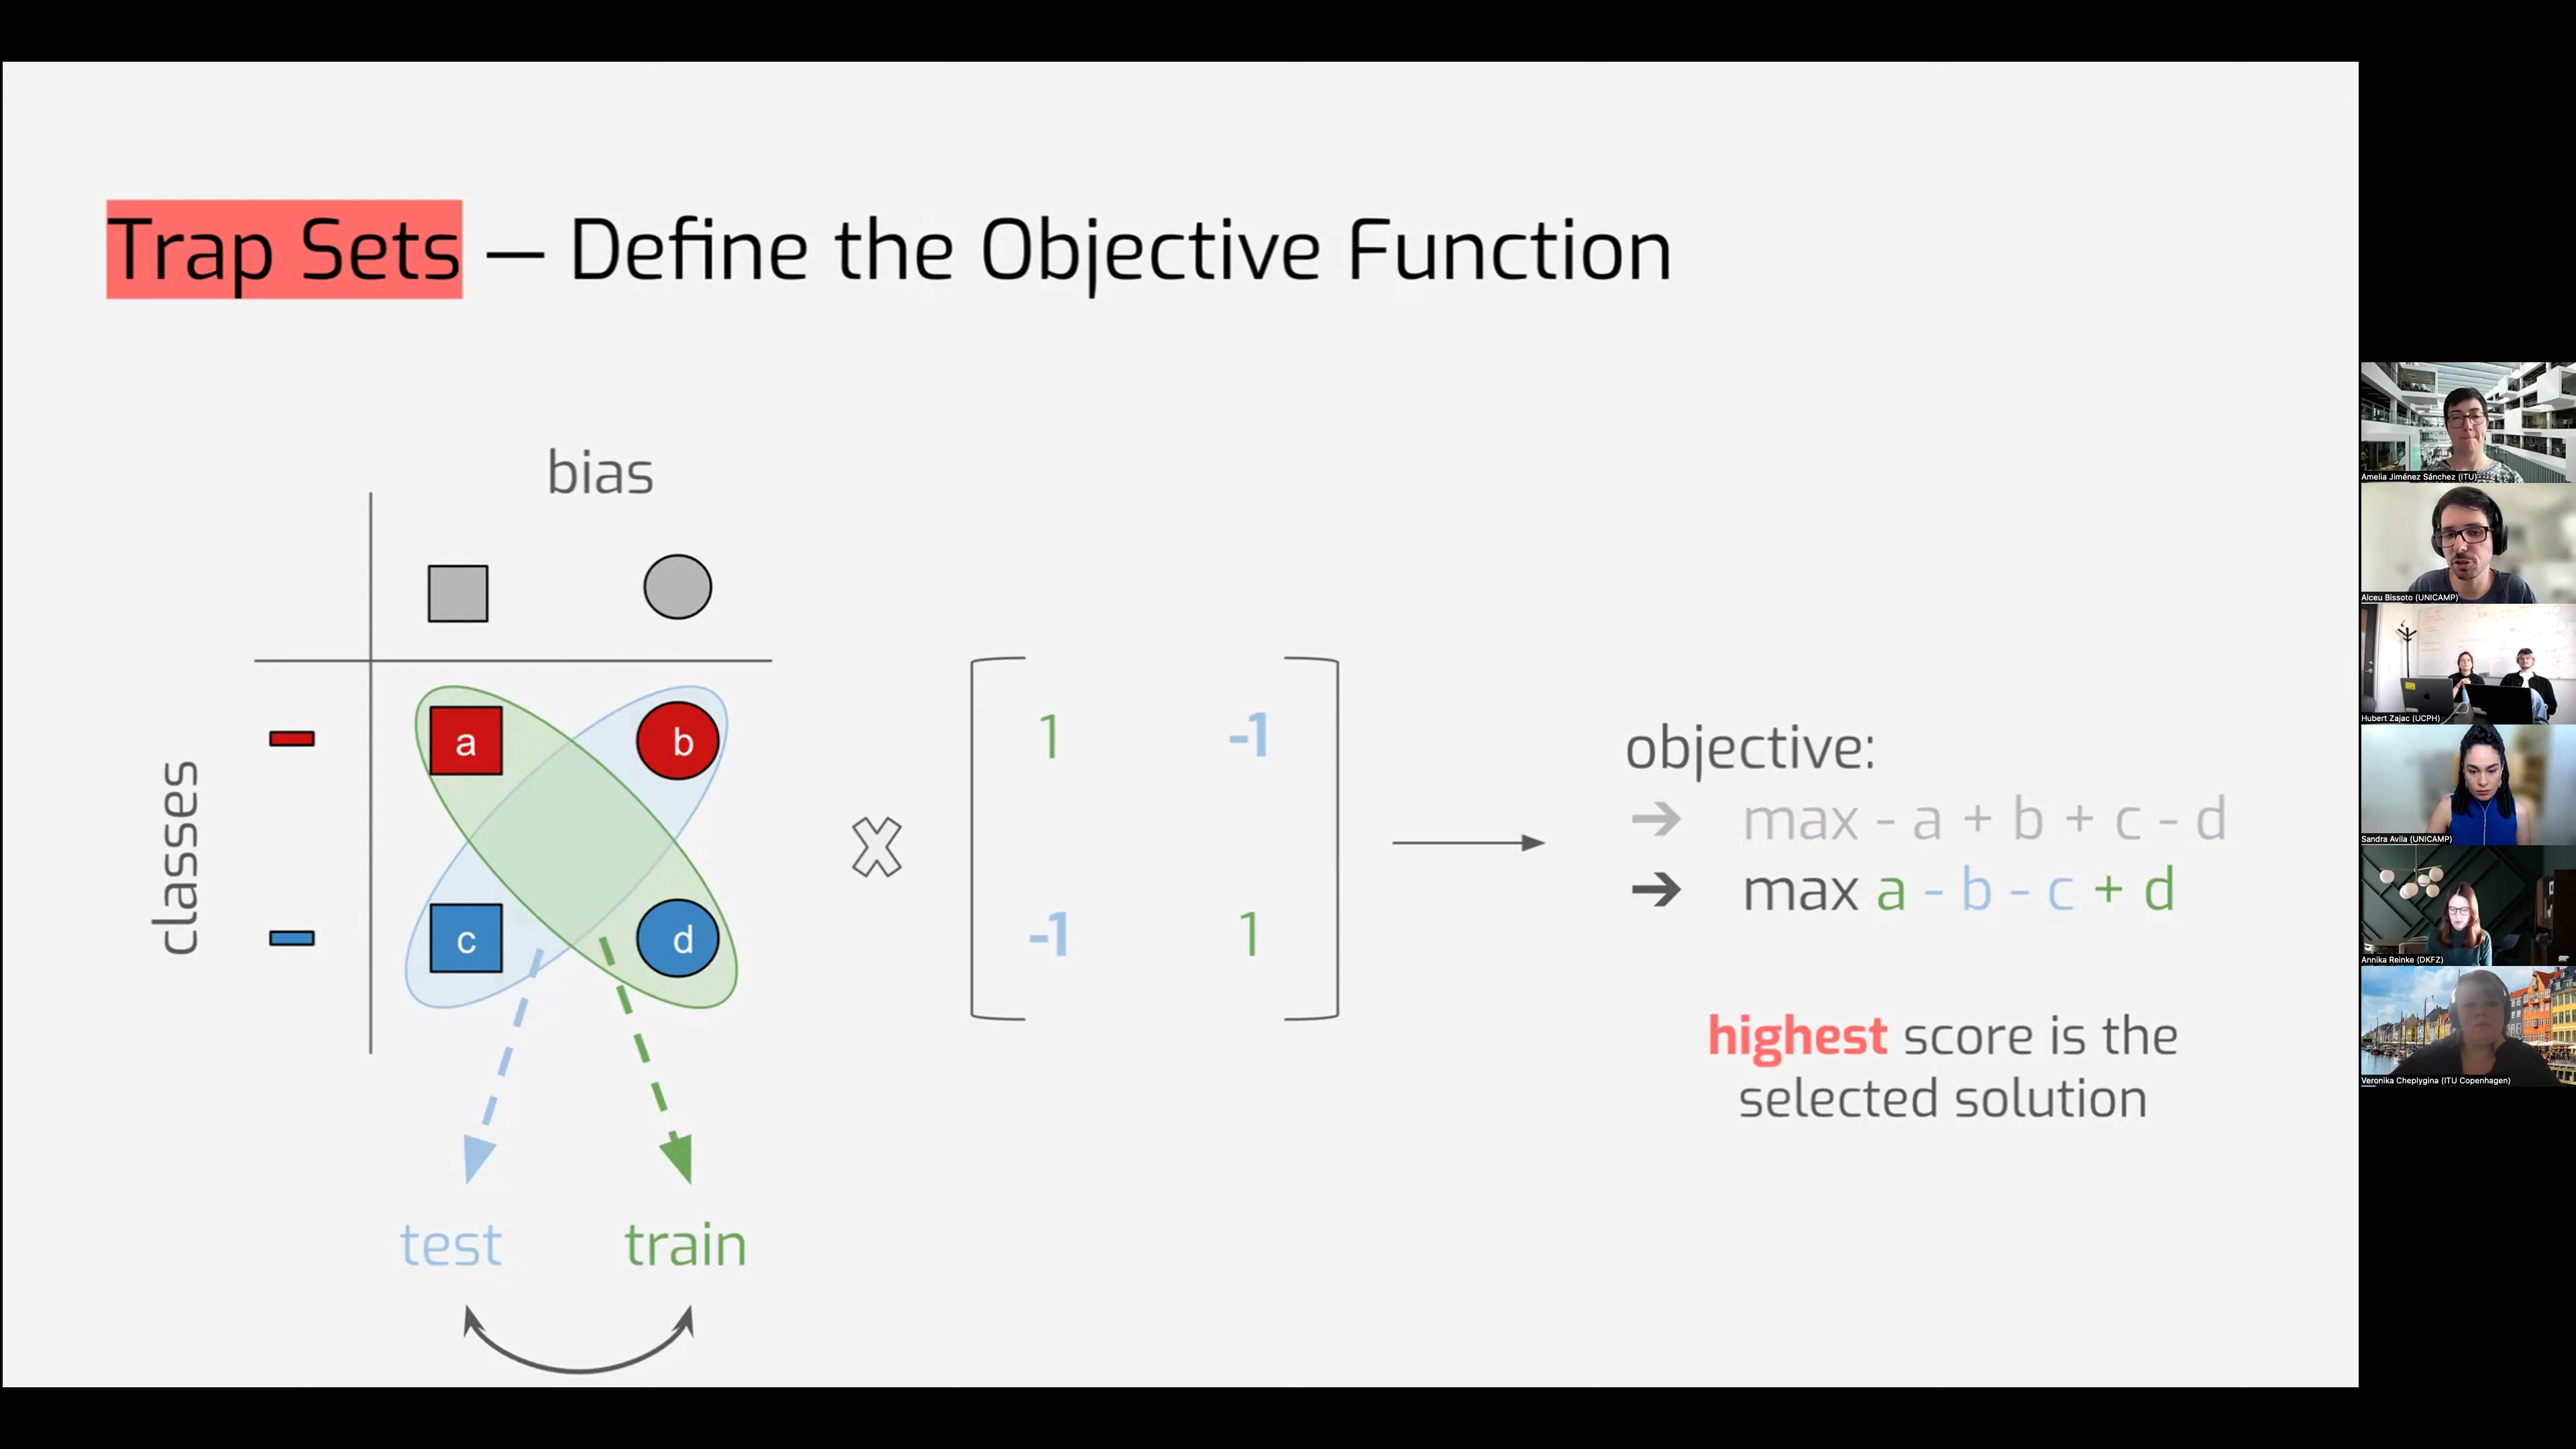 Trap Sets — Define the Objective Function
bias
classes
a
b
c
d
1 -1
-1 1
objective:
➔ max - a + b + c - d
➔ max a - b - c + d
highest score is the
selected solution
test
train
Amelia Jiménez Sánchez (ITU)
Alceu Bissoto (UNICAMP)
Hubert Zajac (UCPH)
Sandra Avila (UNICAMP)
Annika Reinke (DKFZ)
Veronika Cheplygina (ITU Copenhagen)